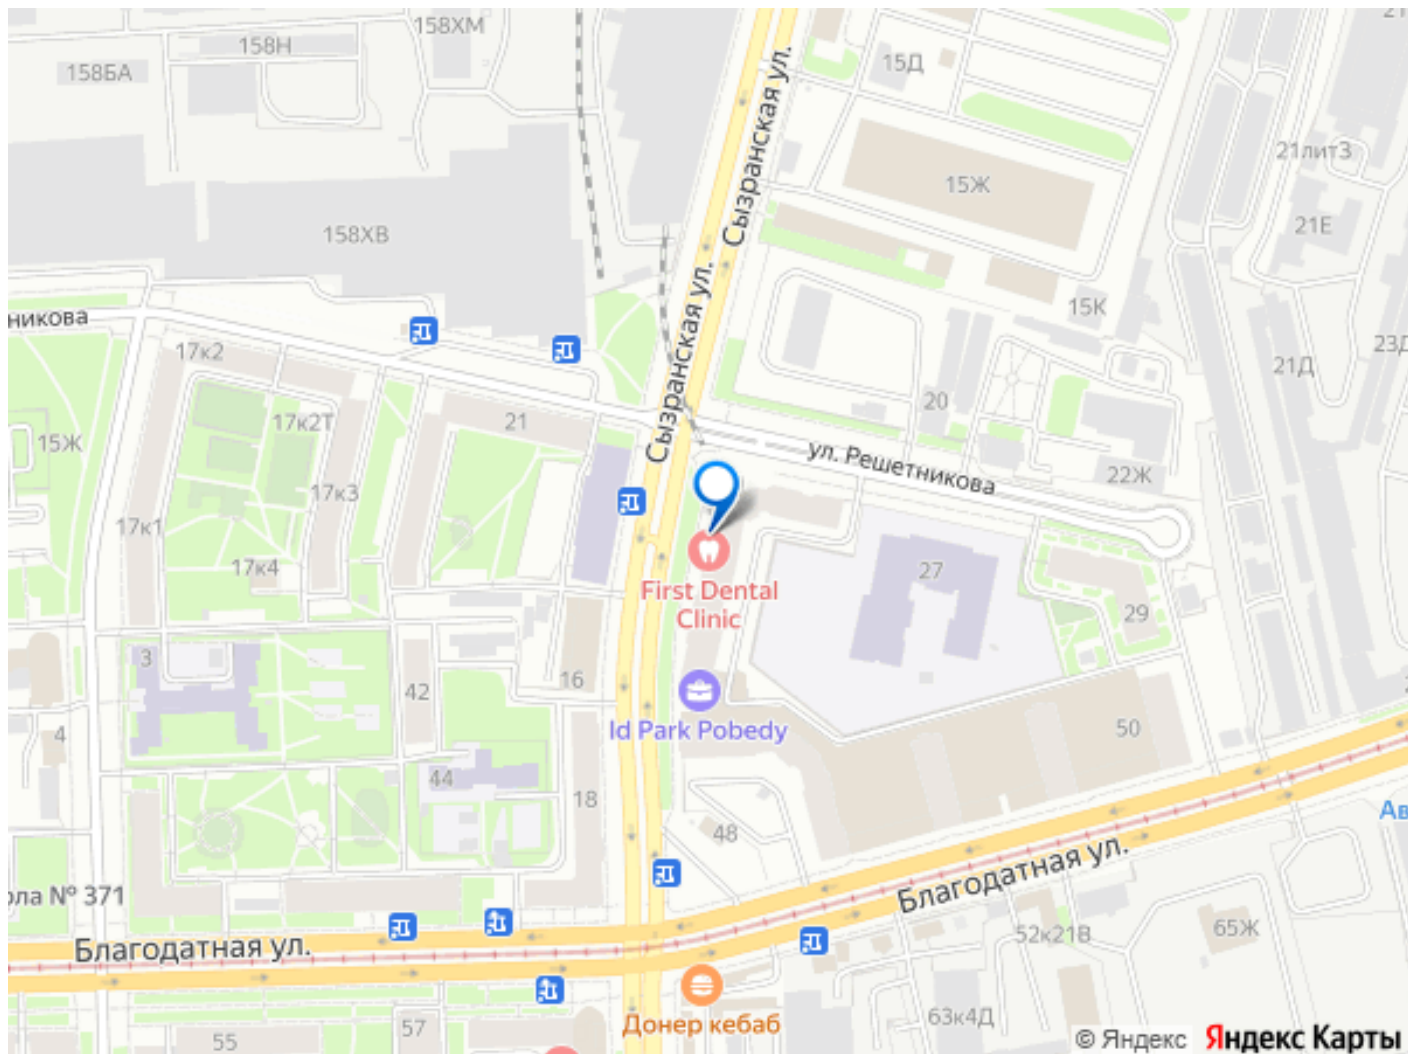 158ХМ
158Н
158БА
15Д
Сызранская ул.
21лит3
15Ж
21Е
158ХВ
15К
никова
17к2
Сызранская ул.
23Д
21Д
20
17к2Т
21
15Ж
ул. Решетникова
22Ж
17к3
17к1
17к4
27
First Dental
Clinic
29
3
16
42
Id Park Pobedy
4
50
44
18
48
Ав
Благодатная ул.
ола № 371
Благодатная ул.
52к21В
65Ж
Донер кебаб
63к4Д
57
55
© Яндекс Яндекс Карты